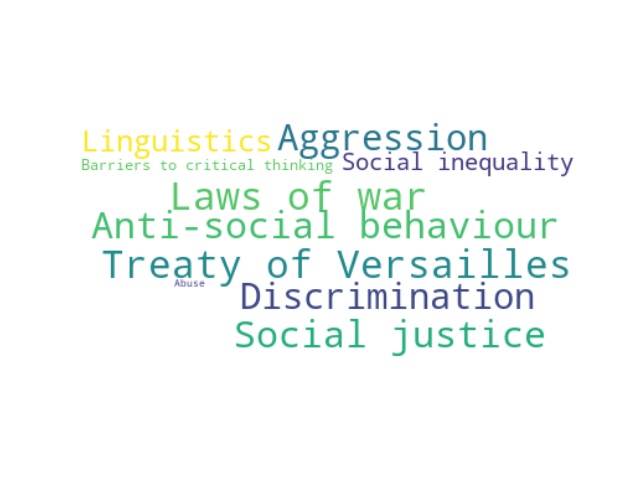 Linguistics Aggression
Barriers to critical thinking Social inequality
Laws of war
Anti-social behaviour
Treaty of Versailles
Abuse
Discrimination
Social justice